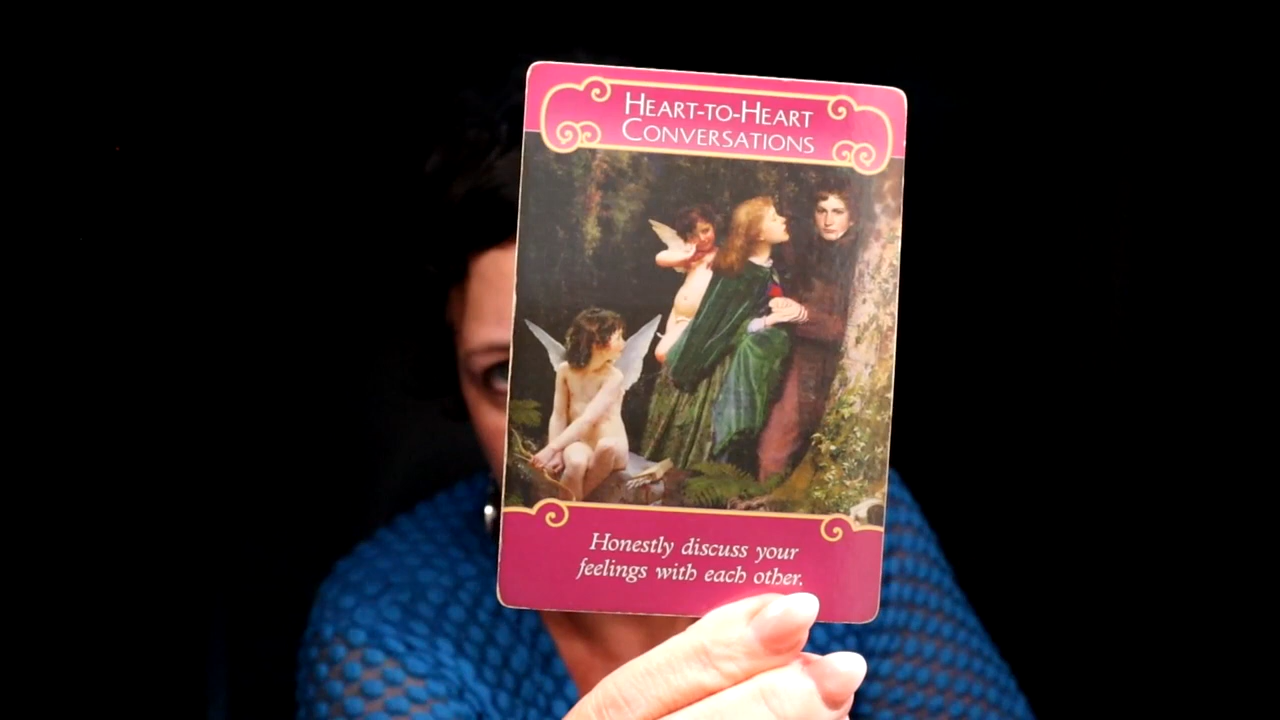 HEART-TO-HEART
CONVERSATIONS
Honestly discuss your
feelings with each other.